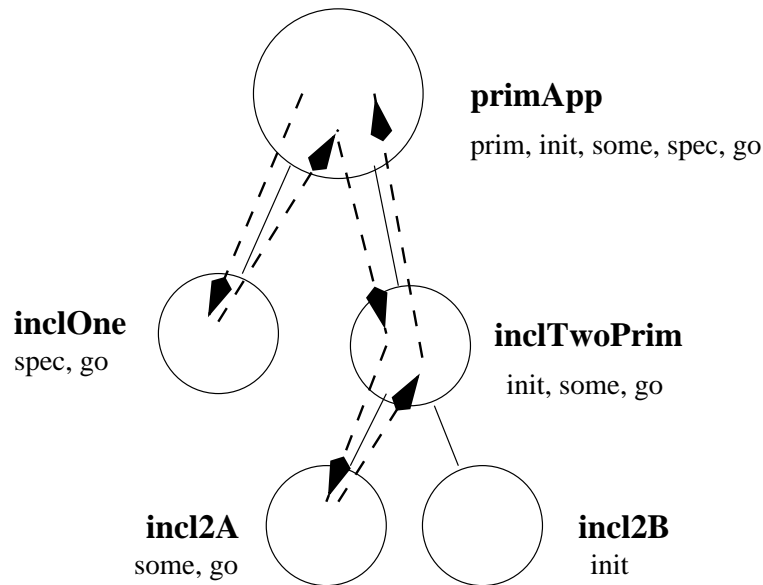 primApp
prim, init, some, spec, go
inclOne
spec, go
inclTwoPrim
init, some, go
incl2A
some, go
incl2B
init